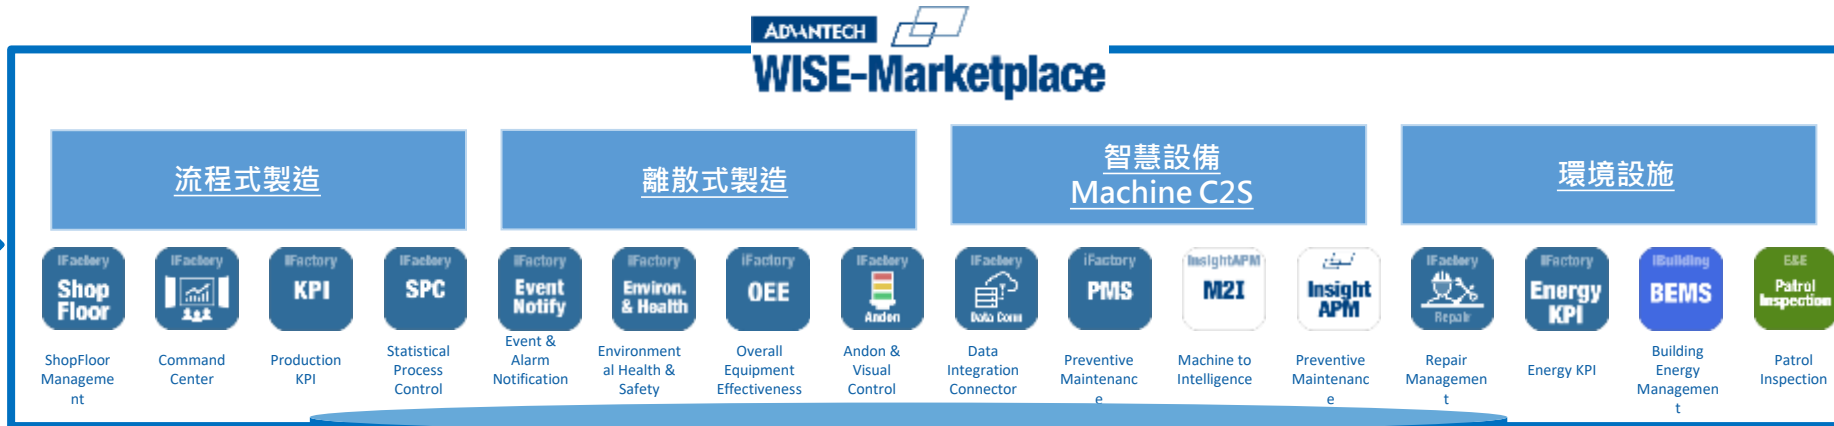 ADVANTECH
WISE-Marketplace
流程式製造
離散式製造
智慧設備
Machine C2S
環境設施
iFactory
Shop
Floor
ShopFloor
Manageme
nt
iFactory
Command
Center
iFactory
KPI
Production
KPI
iFactory
SPC
Statistical
Process
Control
iFactory
Event
Notify
Event &
Alarm
Notification
iFactory
Environ.
& Health
Environment
al Health &
Safety
iFactory
OEE
Overall
Equipment
Effectiveness
iFactory
Andon
Andon &
Visual
Control
iFactory
Data Conn
Data
Integration
Connector
iFactory
PMS
Preventive
Maintenanc
e
InsightAPM
M2I
Machine to
Intelligence
Insight
APM
Preventive
Maintenanc
e
iFactory
Repair
Repair
Managemen
t
iFactory
Energy
KPI
Energy KPI
iBuilding
BEMS
Building
Energy
Managemen
t
E&E
Patrol
Inspection
Patrol
Inspection